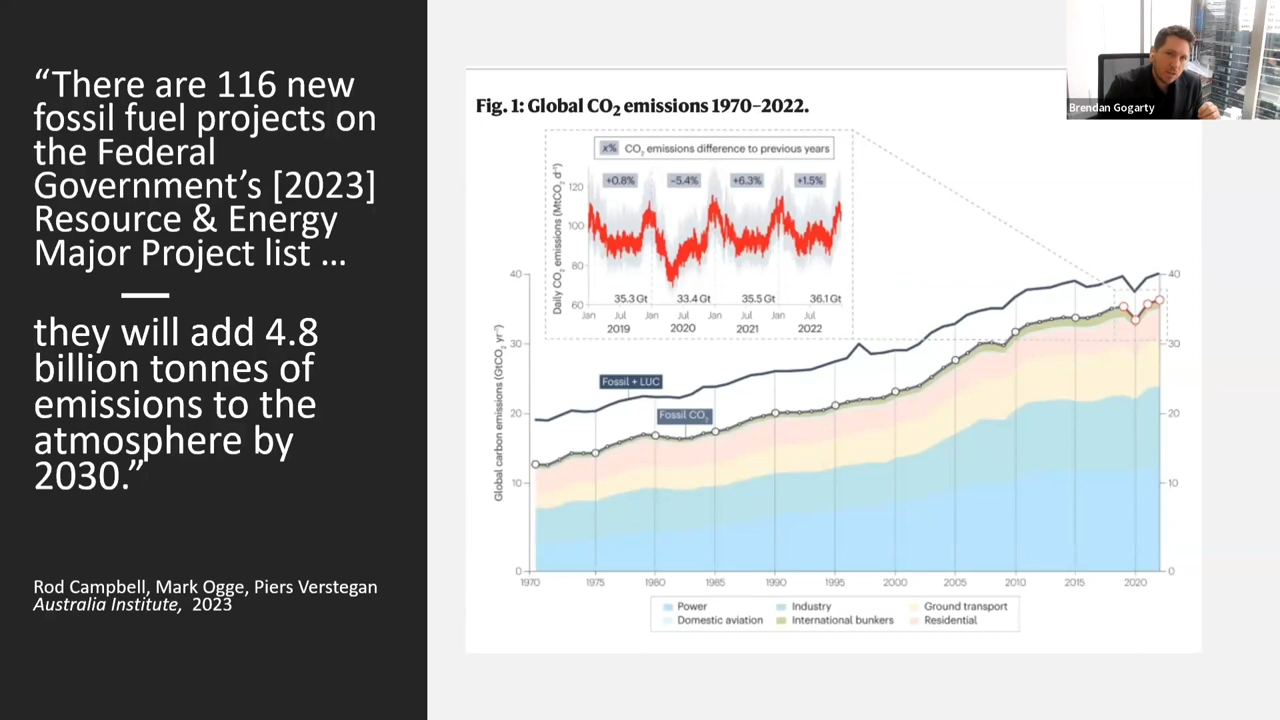 “There are 116 new
fossil fuel projects on
the Federal
Government’s [2023]
Resource & Energy
Major Project list …
they will add 4.8
billion tonnes of
emissions to the
atmosphere by
2030.”
Rod Campbell, Mark Ogge, Piers Verstegan
Australia Institute, 2023
Brendan Gogarty
Fig. 1: Global CO₂ emissions 1970–2022.
x% CO₂ emissions difference to previous years
+0.8% −5.4% +6.3% +1.5%
Daily CO₂ emissions (MtCO₂ d⁻¹)
120
100
80
60
35.3 Gt 33.4 Gt 35.5 Gt 36.1 Gt
Jan Jul Jan Jul Jan Jul Jan Jul
2019 2020 2021 2022
Global carbon emissions (GtCO₂ yr⁻¹)
40 40
30 30
20 20
10 10
0 0
Fossil + LUC
Fossil CO₂
1970 1975 1980 1985 1990 1995 2000 2005 2010 2015 2020
Power Industry Ground transport
Domestic aviation International bunkers Residential